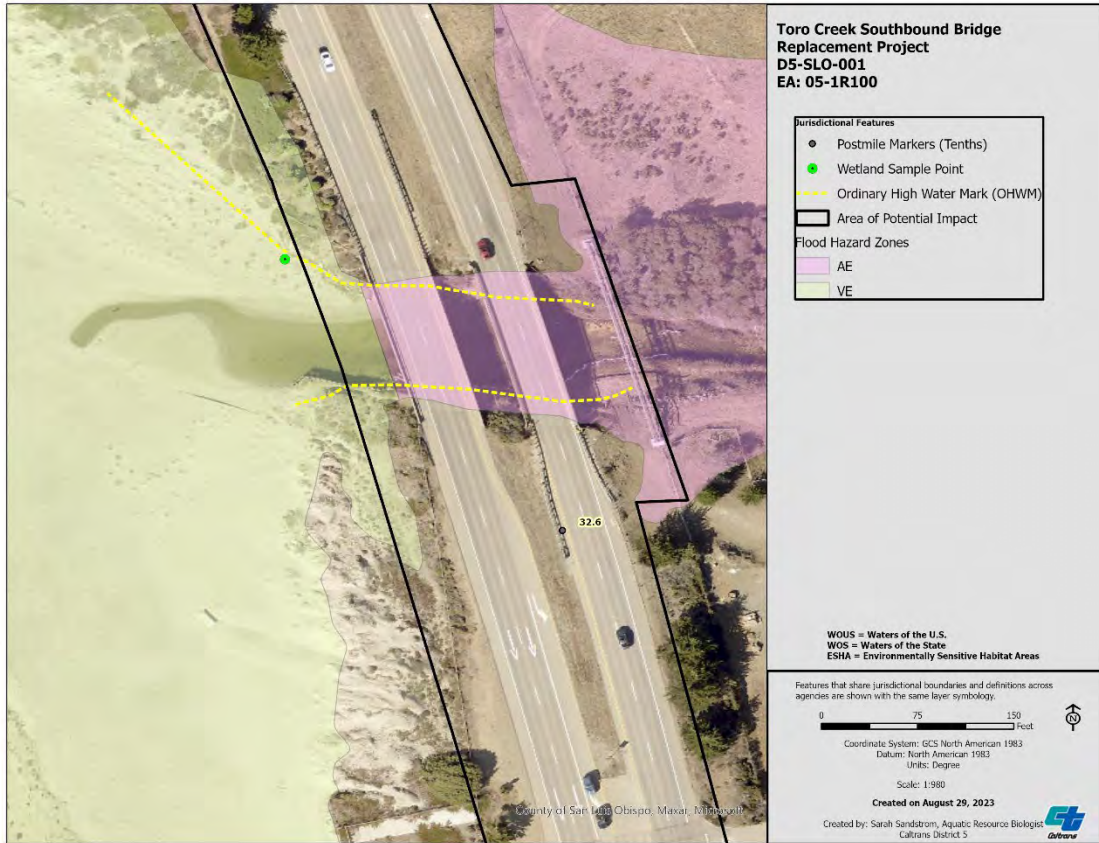 Toro Creek Southbound Bridge
Replacement Project
D5-SLO-001
EA: 05-1R100
Jurisdictional Features
Postmile Markers (Tenths)
Wetland Sample Point
Ordinary High Water Mark (OHWM)
Area of Potential Impact
Flood Hazard Zones
AE
VE
32.6
WOUS = Waters of the U.S.
WOS = Waters of the State
ESHA = Environmentally Sensitive Habitat Areas
Features that share jurisdictional boundaries and definitions across
agencies are shown with the same layer symbology.
0 75 150
Feet
N
Coordinate System: GCS North American 1983
Datum: North American 1983
Units: Degree
Scale: 1:980
Created on August 29, 2023
Created by: Sarah Sandstrom, Aquatic Resource Biologist
Caltrans District 5
ct
Caltrans
County of San Luis Obispo, Maxar, Microsoft